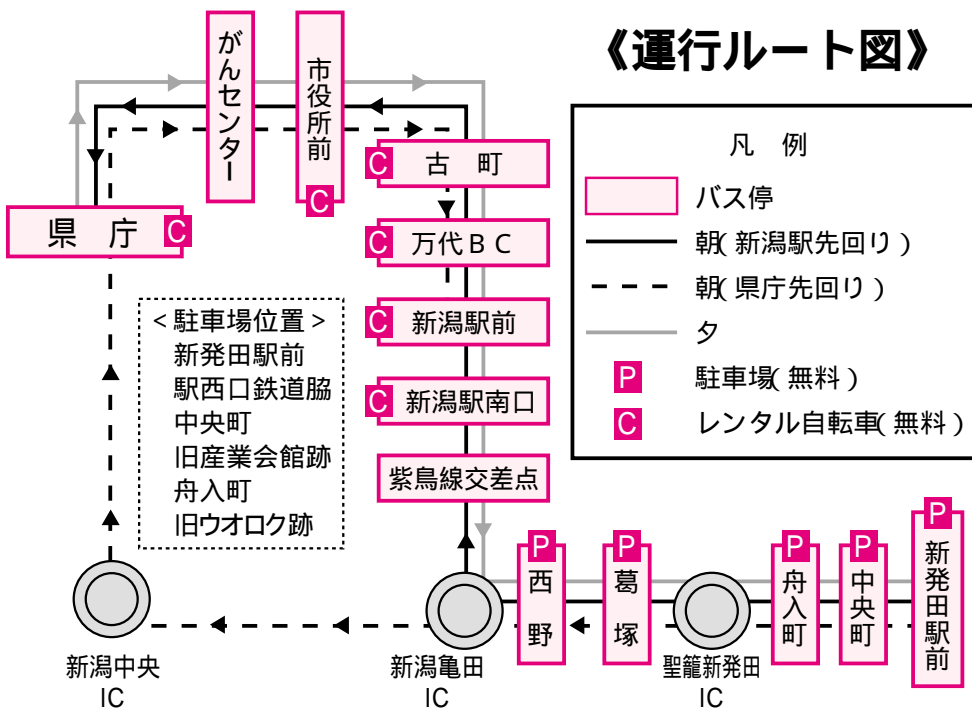 《運行ルート図》
がんセンター
市役所前
C
県 庁
C
C
古 町
C
万代ＢＣ
C
新潟駅前
C
新潟駅南口
紫鳥線交差点
凡 例
バス停
朝(新潟駅先回り)
朝(県庁先回り)
夕
P
駐車場(無料)
C
レンタル自転車(無料)
<駐車場位置>
新発田駅前
駅西口鉄道脇
中央町
旧産業会館跡
舟入町
旧ウオロク跡
P
西野
P
葛塚
P
舟入町
P
中央町
P
新発田駅前
新潟中央
IC
新潟亀田
IC
聖籠新発田
IC